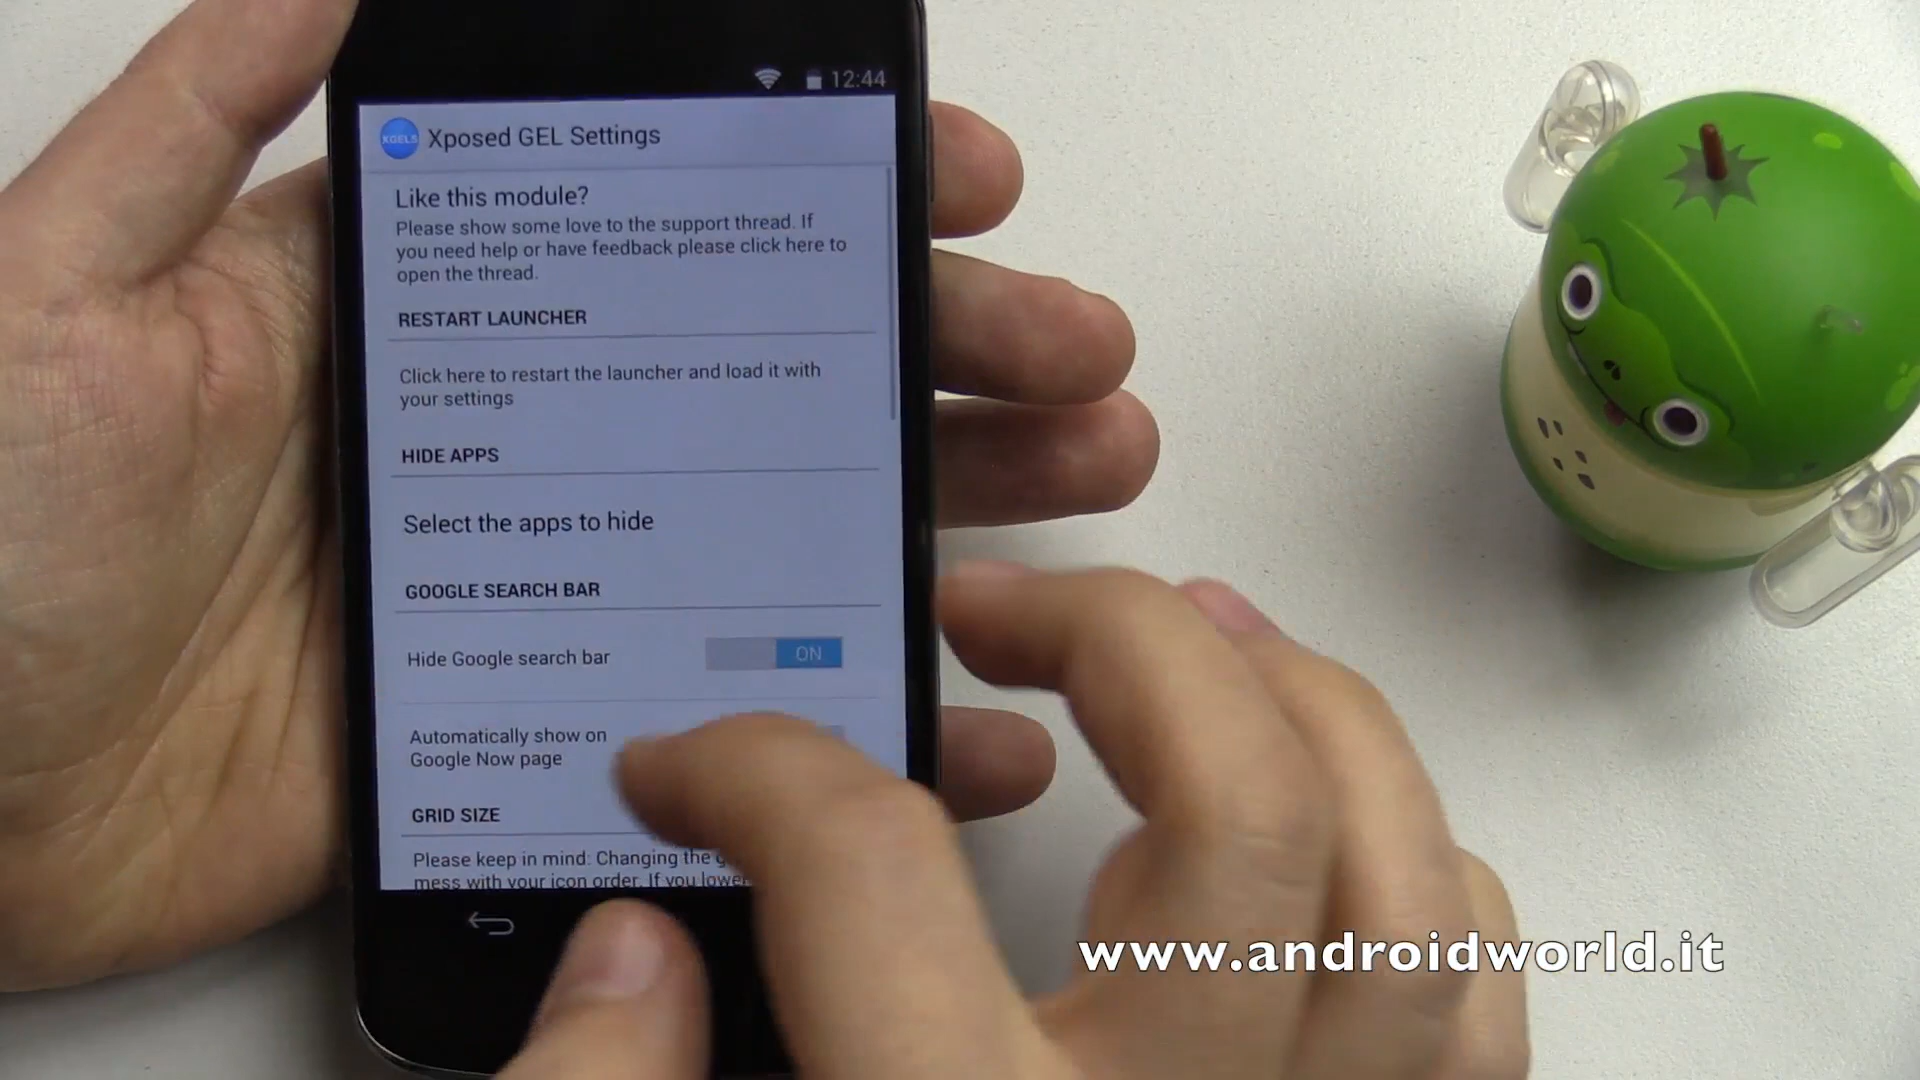 12:44
XGELS
Xposed GEL Settings
Like this module?
Please show some love to the support thread. If
you need help or have feedback please click here to
open the thread.
RESTART LAUNCHER
Click here to restart the launcher and load it with
your settings
HIDE APPS
Select the apps to hide
GOOGLE SEARCH BAR
Hide Google search bar
ON
Automatically show on
Google Now page
GRID SIZE
Please keep in mind: Changing the
mess with your icon order. If you lower
www.androidworld.it